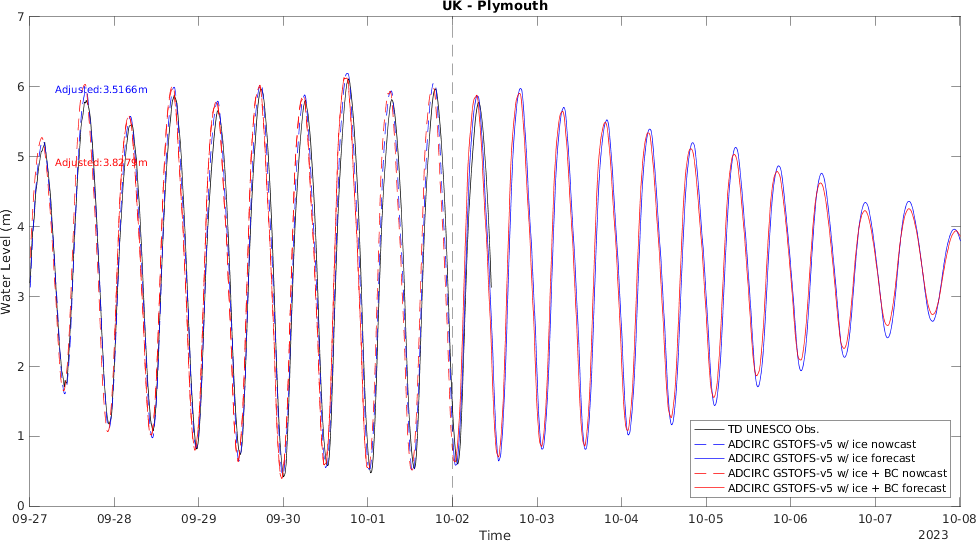 UK - Plymouth
7
6
5
4
3
2
1
0
Water Level (m)
Adjusted:3.5166m
Adjusted:3.8279m
TD UNESCO Obs.
ADCIRC GSTOFS-v5 w/ ice nowcast
ADCIRC GSTOFS-v5 w/ ice forecast
ADCIRC GSTOFS-v5 w/ ice + BC nowcast
ADCIRC GSTOFS-v5 w/ ice + BC forecast
09-27 09-28 09-29 09-30 10-01 10-02 10-03 10-04 10-05 10-06 10-07 10-08
Time
2023